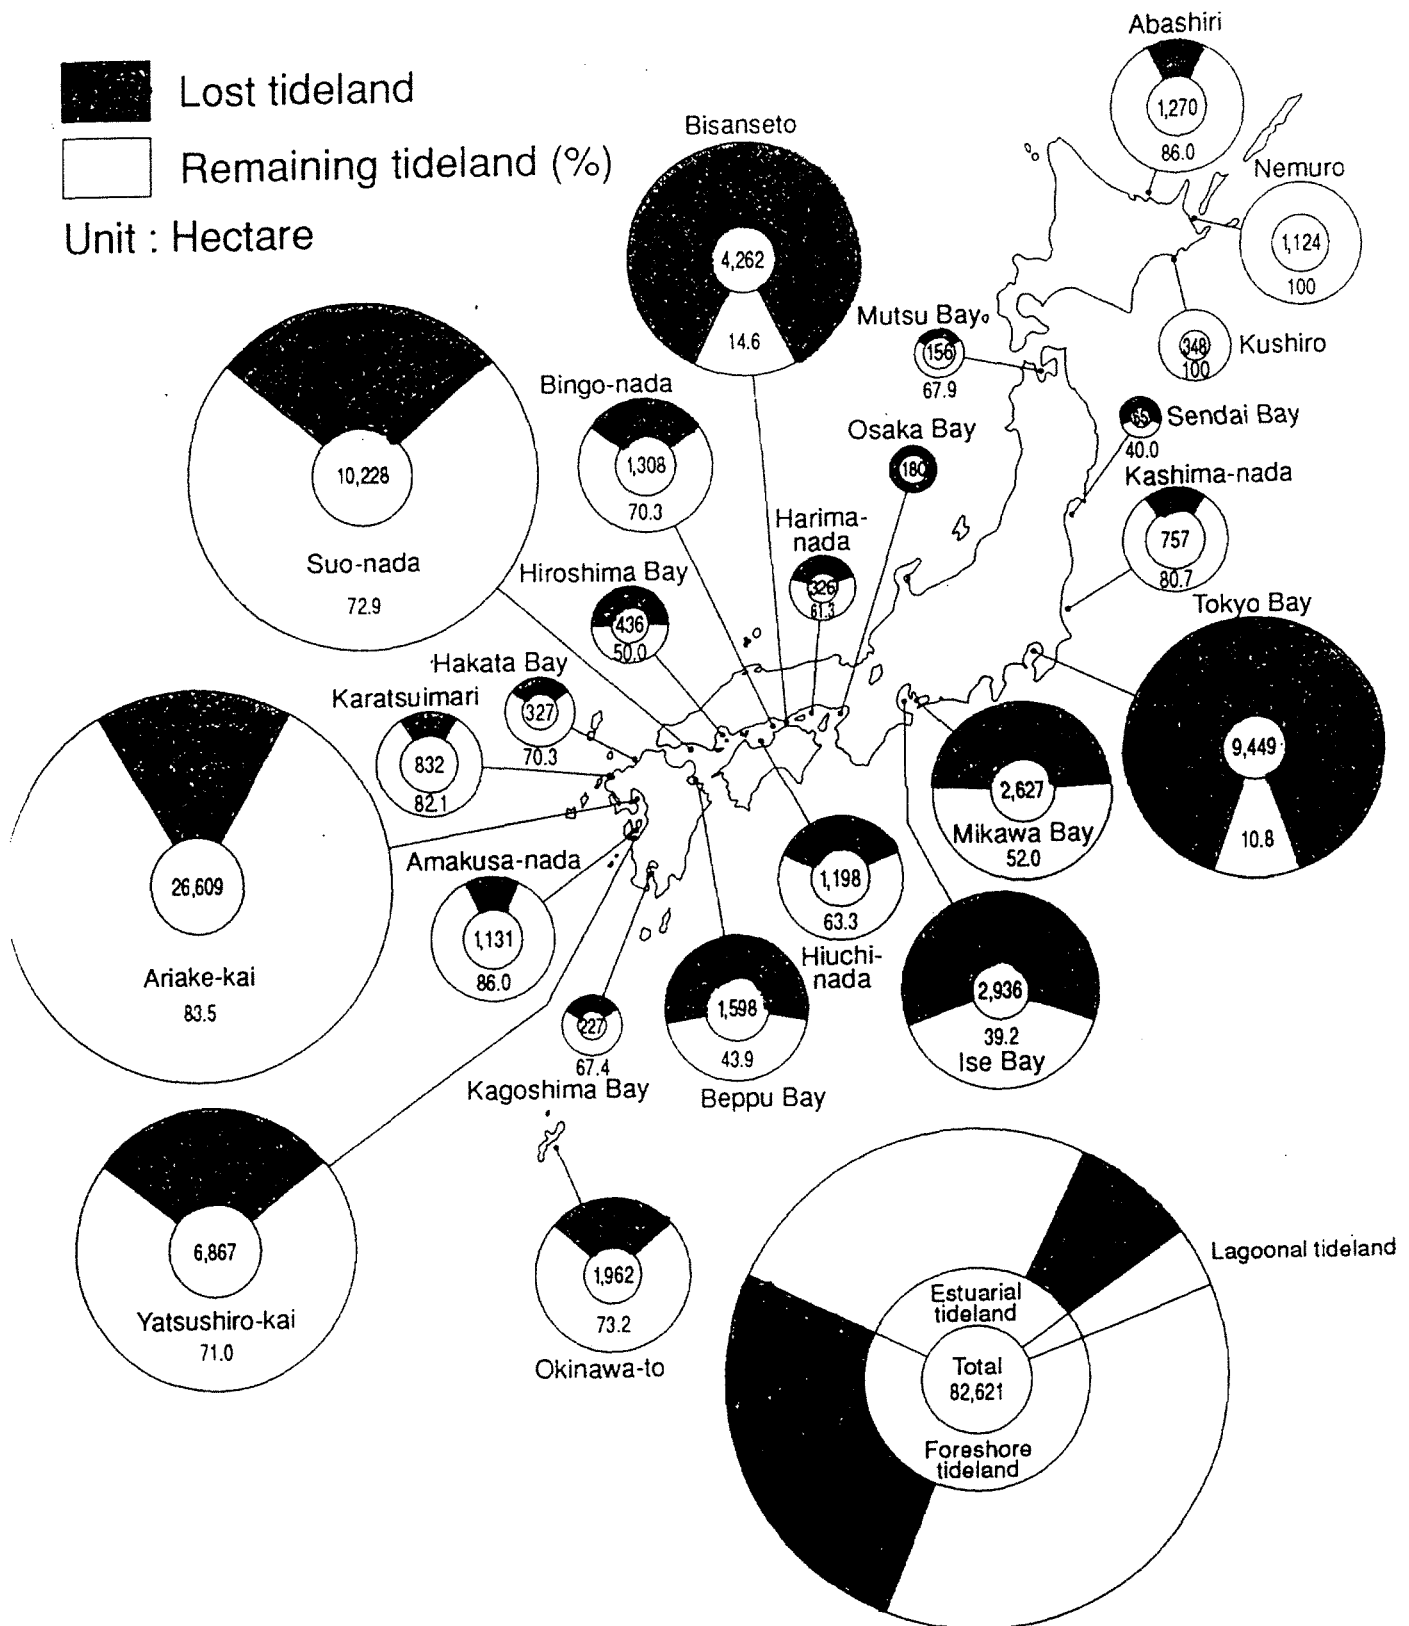 Lost tideland
Remaining tideland (%)
Unit : Hectare
Abashiri
1,270
86.0
Nemuro
1,124
100
Kushiro
348
100
Bisanseto
4,262
14.6
Mutsu Bay
156
67.9
Sendai Bay
65
40.0
Osaka Bay
180
Kashima-nada
757
80.7
Bingo-nada
1,308
70.3
Suo-nada
10,228
72.9
Harima-
nada
326
61.3
Hiroshima Bay
436
50.0
Tokyo Bay
9,449
10.8
Hakata Bay
327
70.3
Karatsuimari
832
82.1
Mikawa Bay
2,627
52.0
Ariake-kai
26,609
83.5
Amakusa-nada
1,131
86.0
Hiuchi-
nada
1,198
63.3
Ise Bay
2,936
39.2
Beppu Bay
1,598
43.9
Kagoshima Bay
227
67.4
Yatsushiro-kai
6,867
71.0
Okinawa-to
1,962
73.2
Lagoonal tideland
Estuarial
tideland
Total
82,621
Foreshore
tideland